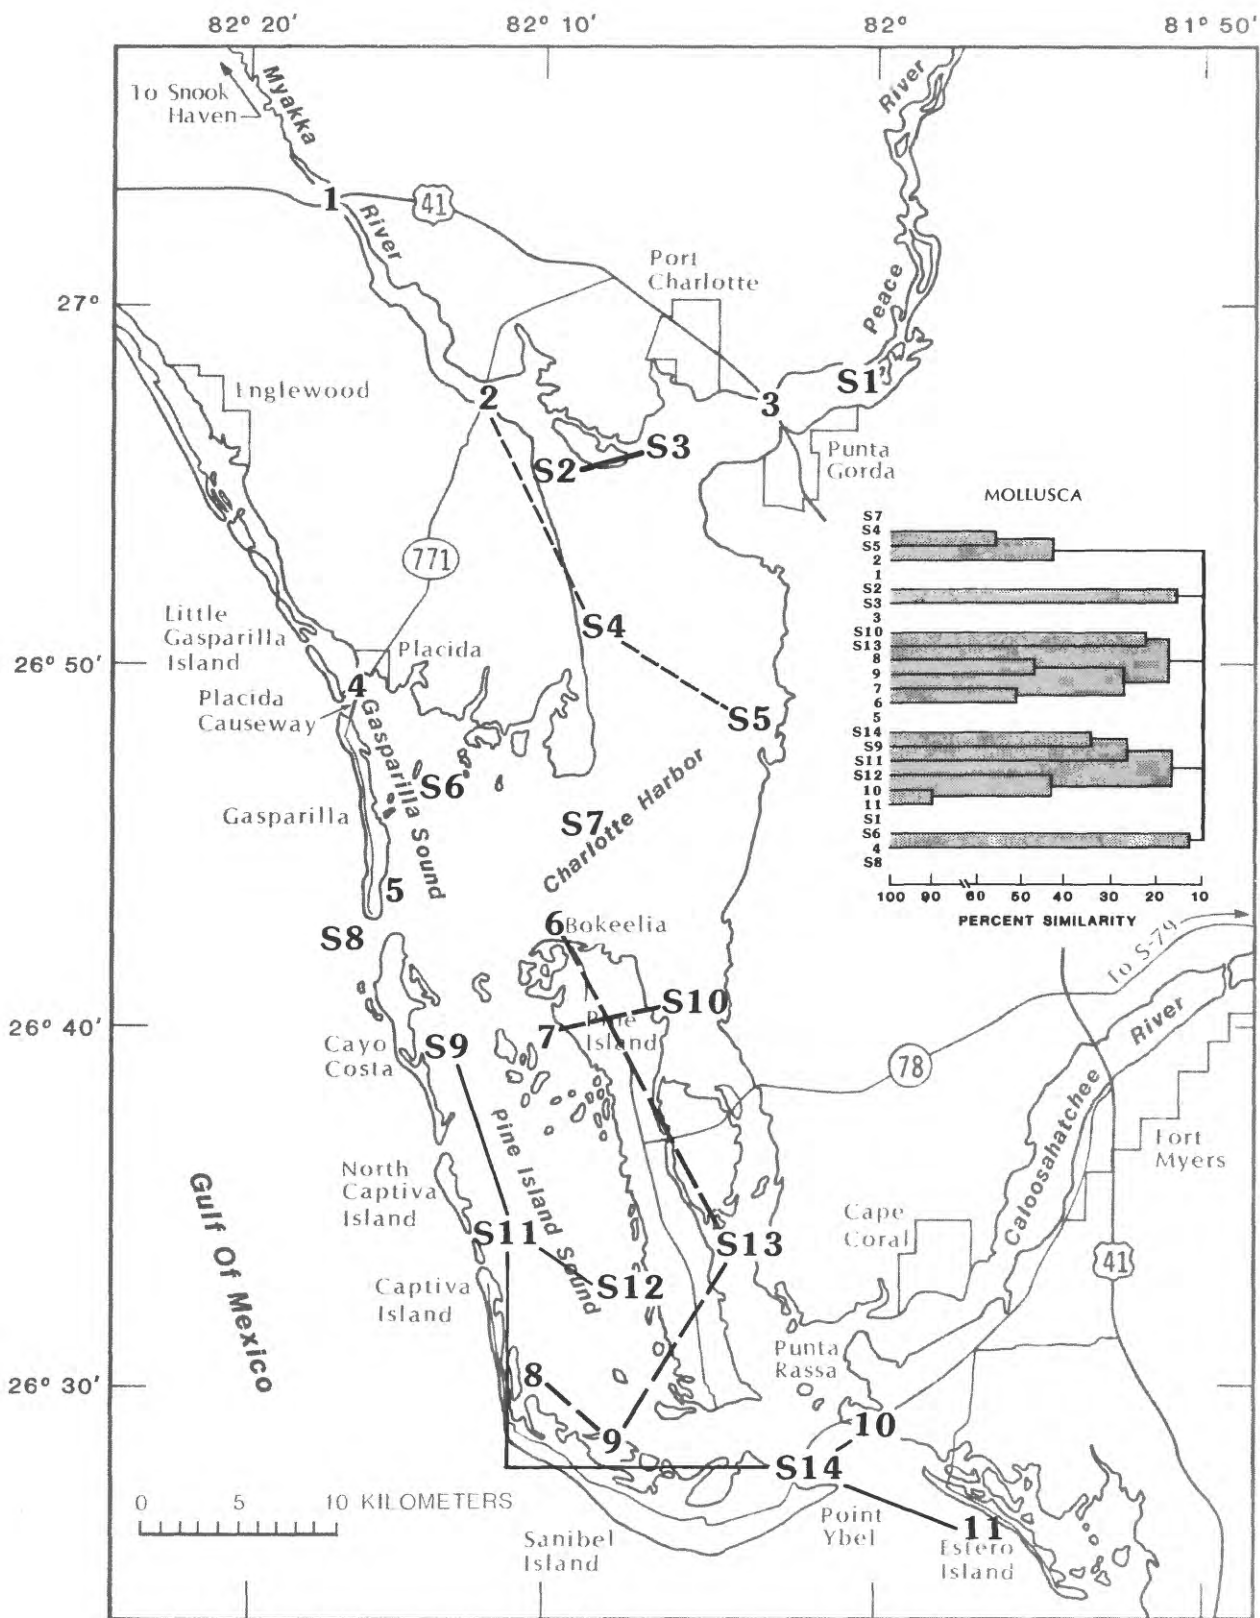 82° 20′ 82° 10′ 82° 81° 50′
To Snook
Haven
Myakka
River
River
1
41
Port
Charlotte
Peace
27°
Englewood
2
3
S1
S2
S3
Punta
Gorda
MOLLUSCA
S7
S4
S5
2
1
S2
S3
3
S10
S13
8
9
7
6
5
S14
S9
S11
S12
10
11
S1
S6
4
S8
100 90 60 50 40 30 20 10
PERCENT SIMILARITY
771
Little
Gasparilla
Island
Placida
S4
26° 50′
4
Placida
Causeway
S5
Gasparilla Sound
S6
Gasparilla
S7
Charlotte Harbor
5
S8
6
Bokeelia
To S-79
26° 40′
S10
7
Pine
Island
S9
Cayo
Costa
78
River
Caloosahatchee
Fort
Myers
Pine Island Sound
North
Captiva
Island
Gulf Of Mexico
Cape
Coral
S11
S13
41
S12
Captiva
Island
Punta
Rassa
26° 30′
8
9
10
S14
0 5 10 KILOMETERS
Point
Ybel
11
Sanibel
Island
Estero
Island